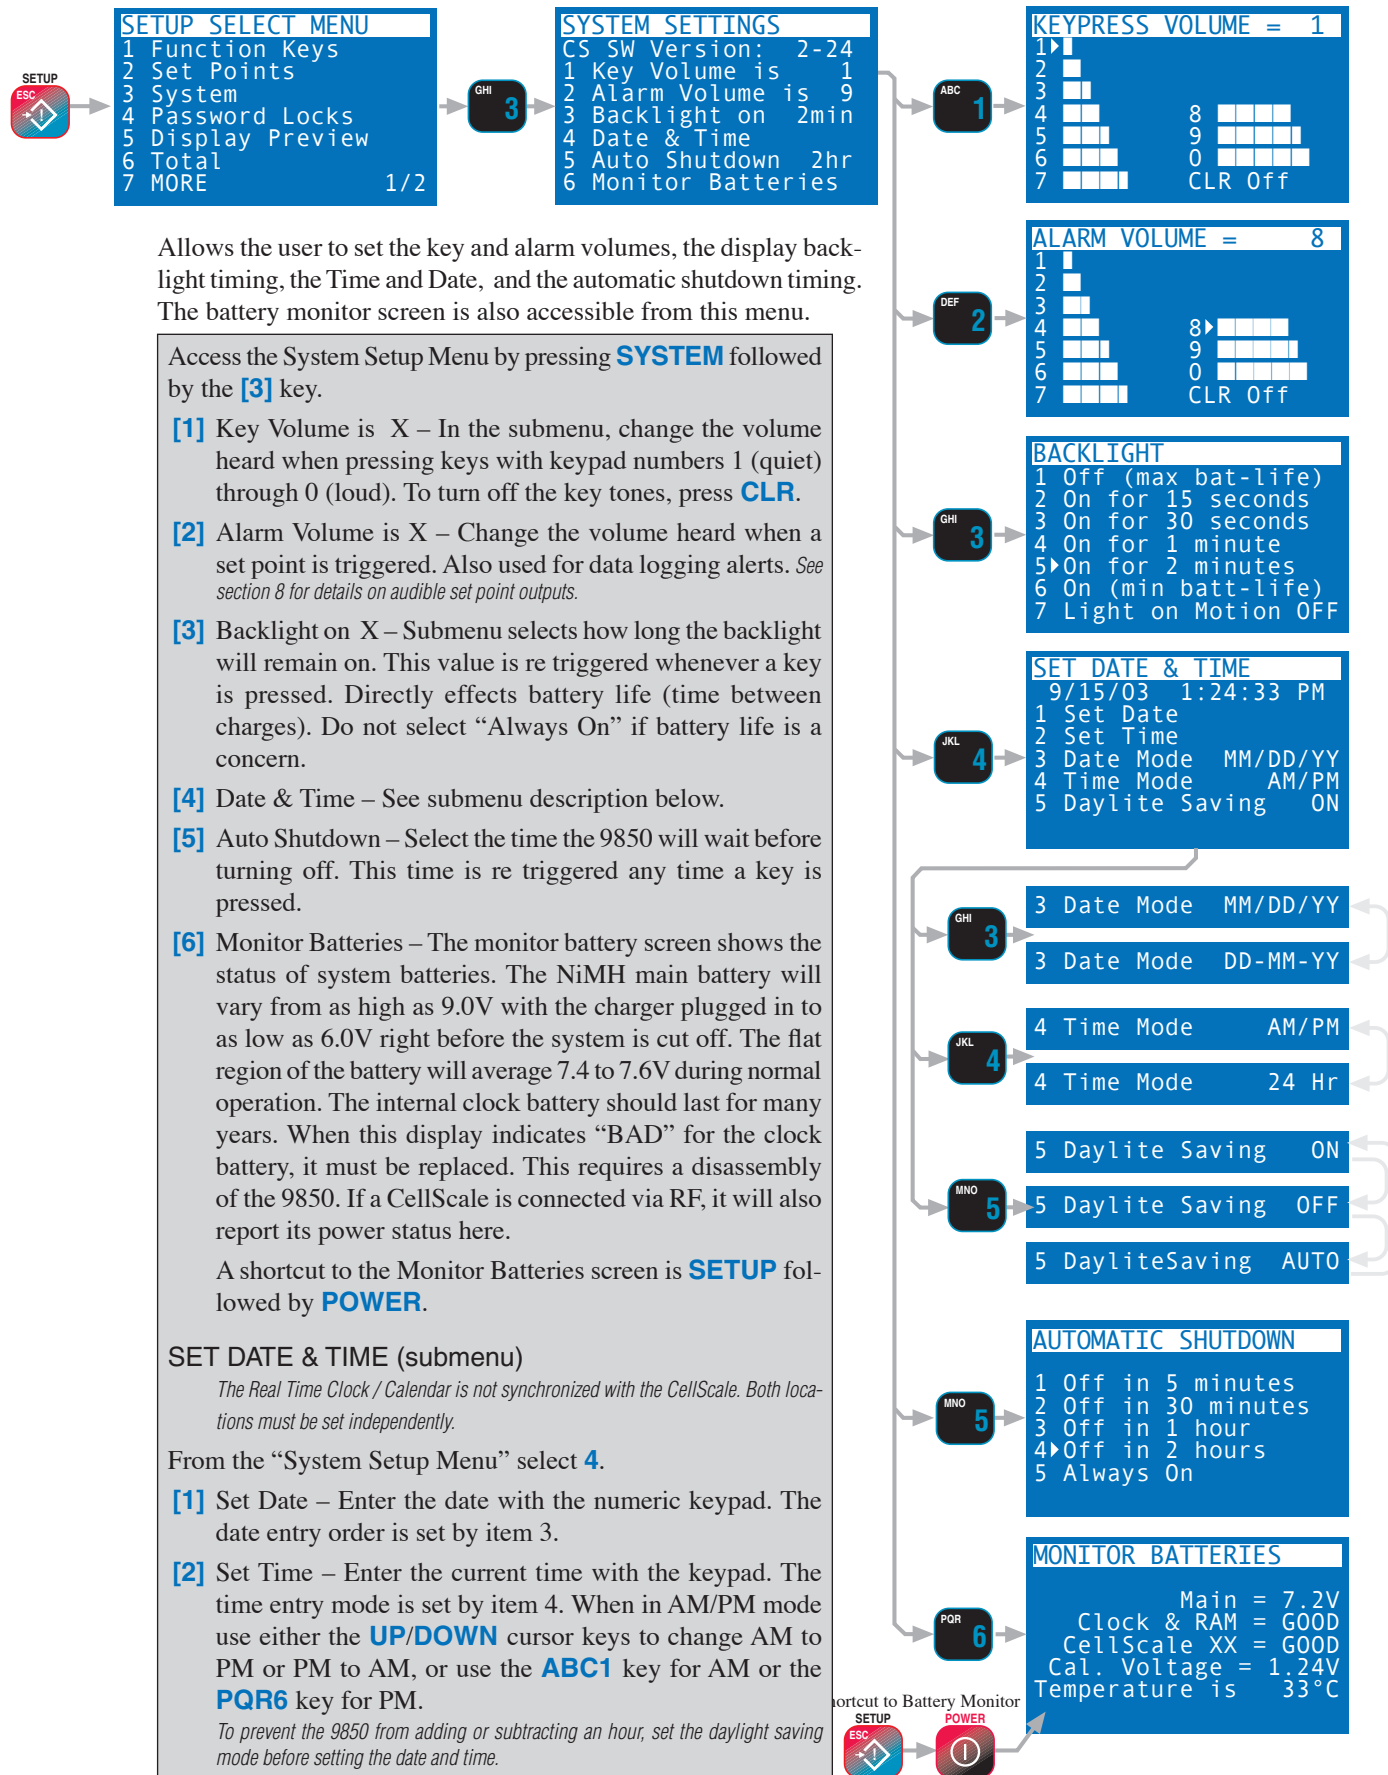 SETUP
ESC
SETUP SELECT MENU
1 Function Keys
2 Set Points
3 System
4 Password Locks
5 Display Preview
6 Total
7 MORE 1/2
GHI 3
SYSTEM SETTINGS
CS SW Version: 2-24
1 Key Volume is 1
2 Alarm Volume is 9
3 Backlight on 2min
4 Date & Time
5 Auto Shutdown 2hr
6 Monitor Batteries
ABC 1
KEYPRESS VOLUME = 1
1
2
3
4 8
5 9
6 0
7 CLR Off
Allows the user to set the key and alarm volumes, the display back-
light timing, the Time and Date, and the automatic shutdown timing.
The battery monitor screen is also accessible from this menu.
Access the System Setup Menu by pressing SYSTEM followed
by the [3] key.
[1] Key Volume is X – In the submenu, change the volume
heard when pressing keys with keypad numbers 1 (quiet)
through 0 (loud). To turn off the key tones, press CLR.
[2] Alarm Volume is X – Change the volume heard when a
set point is triggered. Also used for data logging alerts. See
section 8 for details on audible set point outputs.
[3] Backlight on X – Submenu selects how long the backlight
will remain on. This value is re triggered whenever a key
is pressed. Directly effects battery life (time between
charges). Do not select “Always On” if battery life is a
concern.
[4] Date & Time – See submenu description below.
[5] Auto Shutdown – Select the time the 9850 will wait before
turning off. This time is re triggered any time a key is
pressed.
[6] Monitor Batteries – The monitor battery screen shows the
status of system batteries. The NiMH main battery will
vary from as high as 9.0V with the charger plugged in to
as low as 6.0V right before the system is cut off. The flat
region of the battery will average 7.4 to 7.6V during normal
operation. The internal clock battery should last for many
years. When this display indicates “BAD” for the clock
battery, it must be replaced. This requires a disassembly
of the 9850. If a CellScale is connected via RF, it will also
report its power status here.
A shortcut to the Monitor Batteries screen is SETUP fol-
lowed by POWER.
SET DATE & TIME (submenu)
The Real Time Clock / Calendar is not synchronized with the CellScale. Both loca-
tions must be set independently.
From the “System Setup Menu” select 4.
[1] Set Date – Enter the date with the numeric keypad. The
date entry order is set by item 3.
[2] Set Time – Enter the current time with the keypad. The
time entry mode is set by item 4. When in AM/PM mode
use either the UP/DOWN cursor keys to change AM to
PM or PM to AM, or use the ABC1 key for AM or the
PQR6 key for PM.
To prevent the 9850 from adding or subtracting an hour, set the daylight saving
mode before setting the date and time.
DEF 2
ALARM VOLUME = 8
1
2
3
4 8
5 9
6 0
7 CLR Off
GHI 3
BACKLIGHT
1 Off (max bat-life)
2 On for 15 seconds
3 On for 30 seconds
4 On for 1 minute
5 On for 2 minutes
6 On (min batt-life)
7 Light on Motion OFF
JKL 4
SET DATE & TIME
9/15/03 1:24:33 PM
1 Set Date
2 Set Time
3 Date Mode MM/DD/YY
4 Time Mode AM/PM
5 Daylite Saving ON
GHI 3
3 Date Mode MM/DD/YY
3 Date Mode DD-MM-YY
JKL 4
4 Time Mode AM/PM
4 Time Mode 24 Hr
MNO 5
5 Daylite Saving ON
5 Daylite Saving OFF
5 DayliteSaving AUTO
MNO 5
AUTOMATIC SHUTDOWN
1 Off in 5 minutes
2 Off in 30 minutes
3 Off in 1 hour
4 Off in 2 hours
5 Always On
PQR 6
MONITOR BATTERIES
Main = 7.2V
Clock & RAM = GOOD
CellScale XX = GOOD
Cal. Voltage = 1.24V
Temperature is 33°C
to Battery Monitor
SETUP POWER
ESC